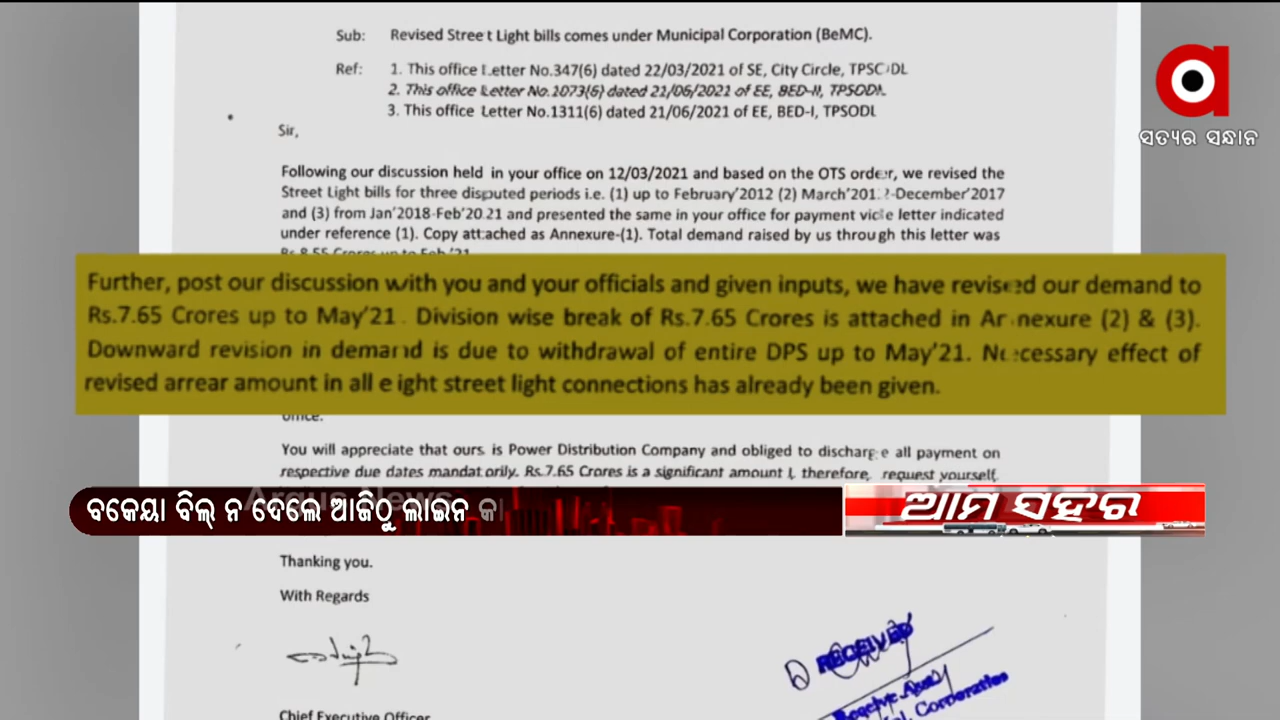 Sub: Revised Street Light bills comes under Municipal Corporation (BeMC).
Ref: 1. This office Letter No.347(6) dated 22/03/2021 of SE, City Circle, TPSODL
2. This office Letter No.1073(6) dated 21/06/2021 of EE, BED-II, TPSODL
3. This office Letter No.1311(6) dated 21/06/2021 of EE, BED-I, TPSODL
ସତ୍ୟର ସନ୍ଧାନ
Sir,
Following our discussion held in your office on 12/03/2021 and based on the OTS order, we revised the
Street Light bills for three disputed periods i.e. (1) up to February'2012 (2) March'2012-December'2017
and (3) from Jan'2018-Feb'2021 and presented the same in your office for payment vide letter indicated
under reference (1). Copy attached as Annexure-(1). Total demand raised by us through this letter was
Rs.8.55 Crores up to Feb'21
Further, post our discussion with you and your officials and given inputs, we have revised our demand to
Rs.7.65 Crores up to May'21. Division wise break of Rs.7.65 Crores is attached in Annexure (2) & (3).
Downward revision in demand is due to withdrawal of entire DPS up to May'21. Necessary effect of
revised arrear amount in all eight street light connections has already been given.
office.
You will appreciate that ours is Power Distribution Company and obliged to discharge all payment on
respective due dates mandatorily. Rs.7.65 Crores is a significant amount therefore, request yourself
Argus News
ବକେୟା ବିଲ୍ ନ ଦେଲେ ଆଜିଠୁ ଲାଇନ କା
ଆମ ସହର
Thanking you.
With Regards
RECEIVED
Chief Executive Officer
Corporation